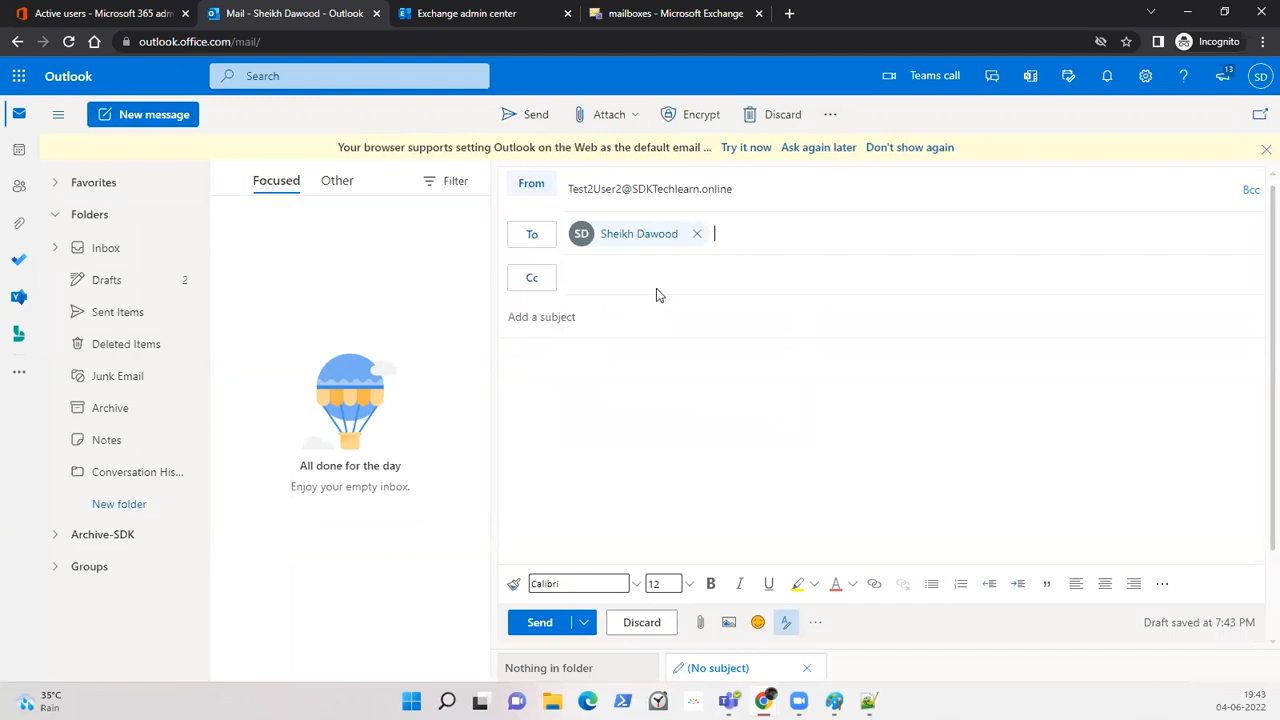 Active users - Microsoft 365 admin
Mail - Sheikh Dawood - Outlook
Exchange admin center
mailboxes - Microsoft Exchange
outlook.office.com/mail/
Incognito
Outlook
Search
Teams call
13
SD
New message
Send
Attach
Encrypt
Discard
Your browser supports setting Outlook on the Web as the default email ...
Try it now
Ask again later
Don't show again
Favorites
Folders
Inbox
Drafts
2
Sent Items
Deleted Items
Junk Email
Archive
Notes
Conversation His...
New folder
Archive-SDK
Groups
Focused
Other
Filter
All done for the day
Enjoy your empty inbox.
From
Test2User2@SDKTechlearn.online
Bcc
To
SD
Sheikh Dawood
Cc
Add a subject
Calibri
12
B
I
U
A
Send
Discard
Draft saved at 7:43 PM
Nothing in folder
(No subject)
35°C
Rain
19:43
04-06-2022